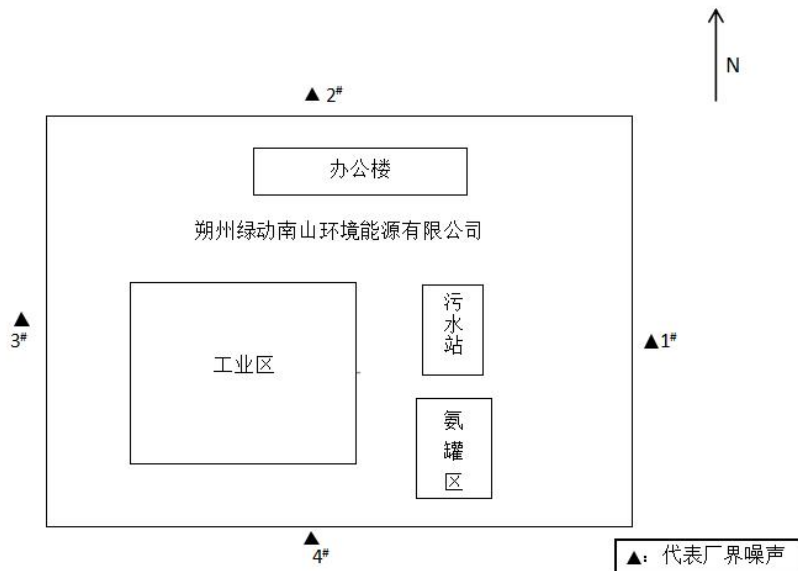 N
▲ 2#
办公楼
朔州绿动南山环境能源有限公司
污水站
▲
3#
▲1#
工业区
氨罐区
▲
4#
▲：代表厂界噪声